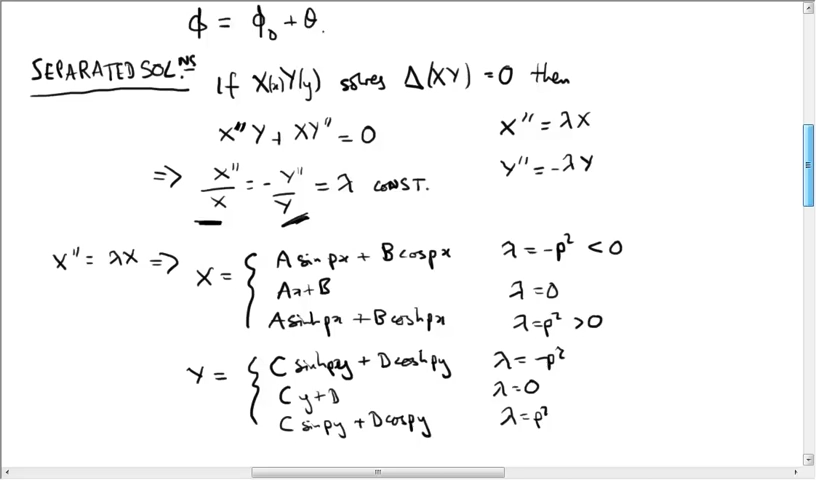 ϕ = ϕ₀ + θ.
SEPARATED SOL.NS If X(x)Y(y) solves Δ(XY) = 0 then
X''Y + XY'' = 0 X'' = λX
⇒ X''/X = -Y''/Y = λ CONST. Y'' = -λY
X'' = λX ⇒ X = { A sin px + B cos px λ = -p² < 0
Ax + B λ = 0
A sinh px + B cosh px λ = p² > 0
Y = { C sinh py + D cosh py λ = -p²
Cy + D λ = 0
C sin py + D cos py λ = p²